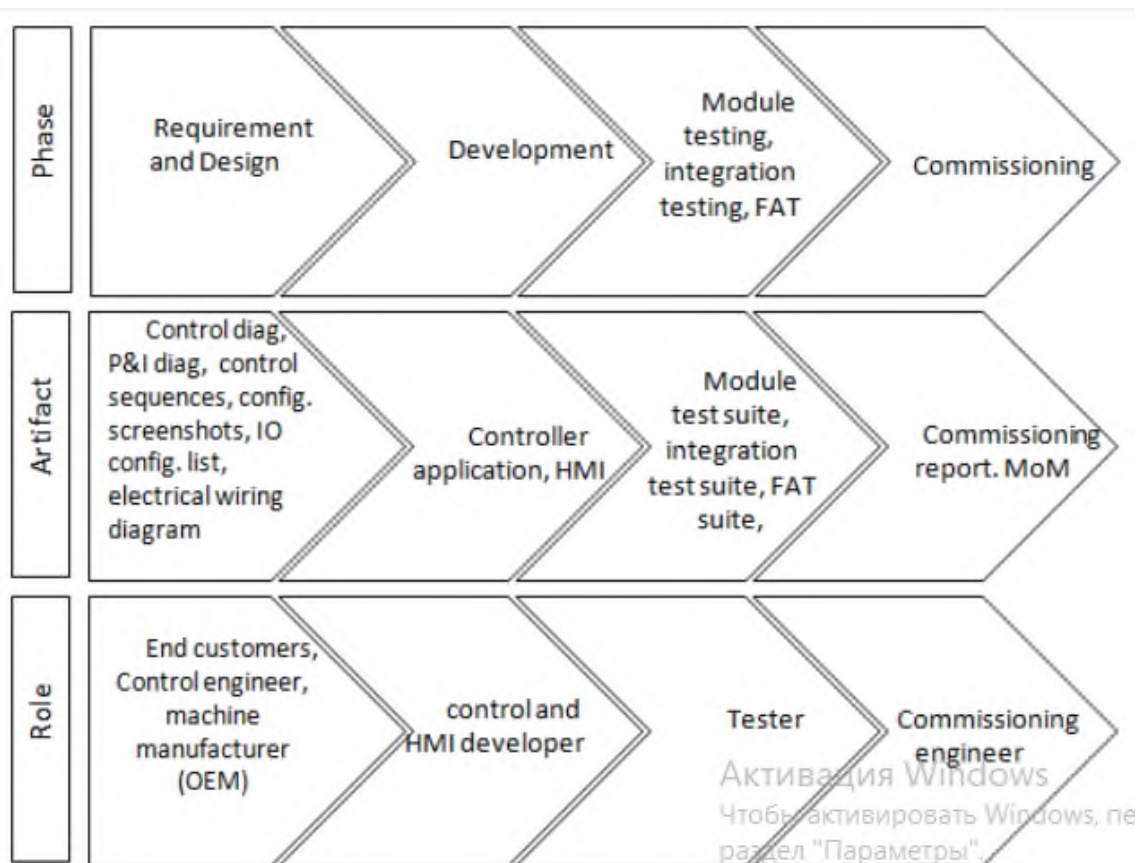 Phase
Requirement
and Design
Development
Module
testing,
integration
testing, FAT
Commissioning
Artifact
Control diag,
P&I diag, control
sequences, config.
screenshots, IO
config. list,
electrical wiring
diagram
Controller
application, HMI
Module
test suite,
integration
test suite, FAT
suite,
Commissioning
report. MoM
Role
End customers,
Control engineer,
machine
manufacturer
(OEM)
control and
HMI developer
Tester
Commissioning
engineer
Активация Windows
Чтобы активировать Windows, пе
раздел "Параметры".